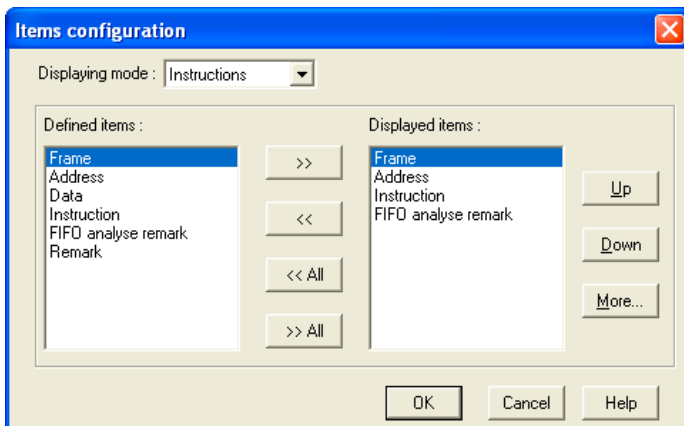 Items configuration
Displaying mode : Instructions
Defined items :
Frame
Address
Data
Instruction
FIFO analyse remark
Remark
>>
<<
<< All
>> All
Displayed items :
Frame
Address
Instruction
FIFO analyse remark
Up
Down
More...
OK
Cancel
Help